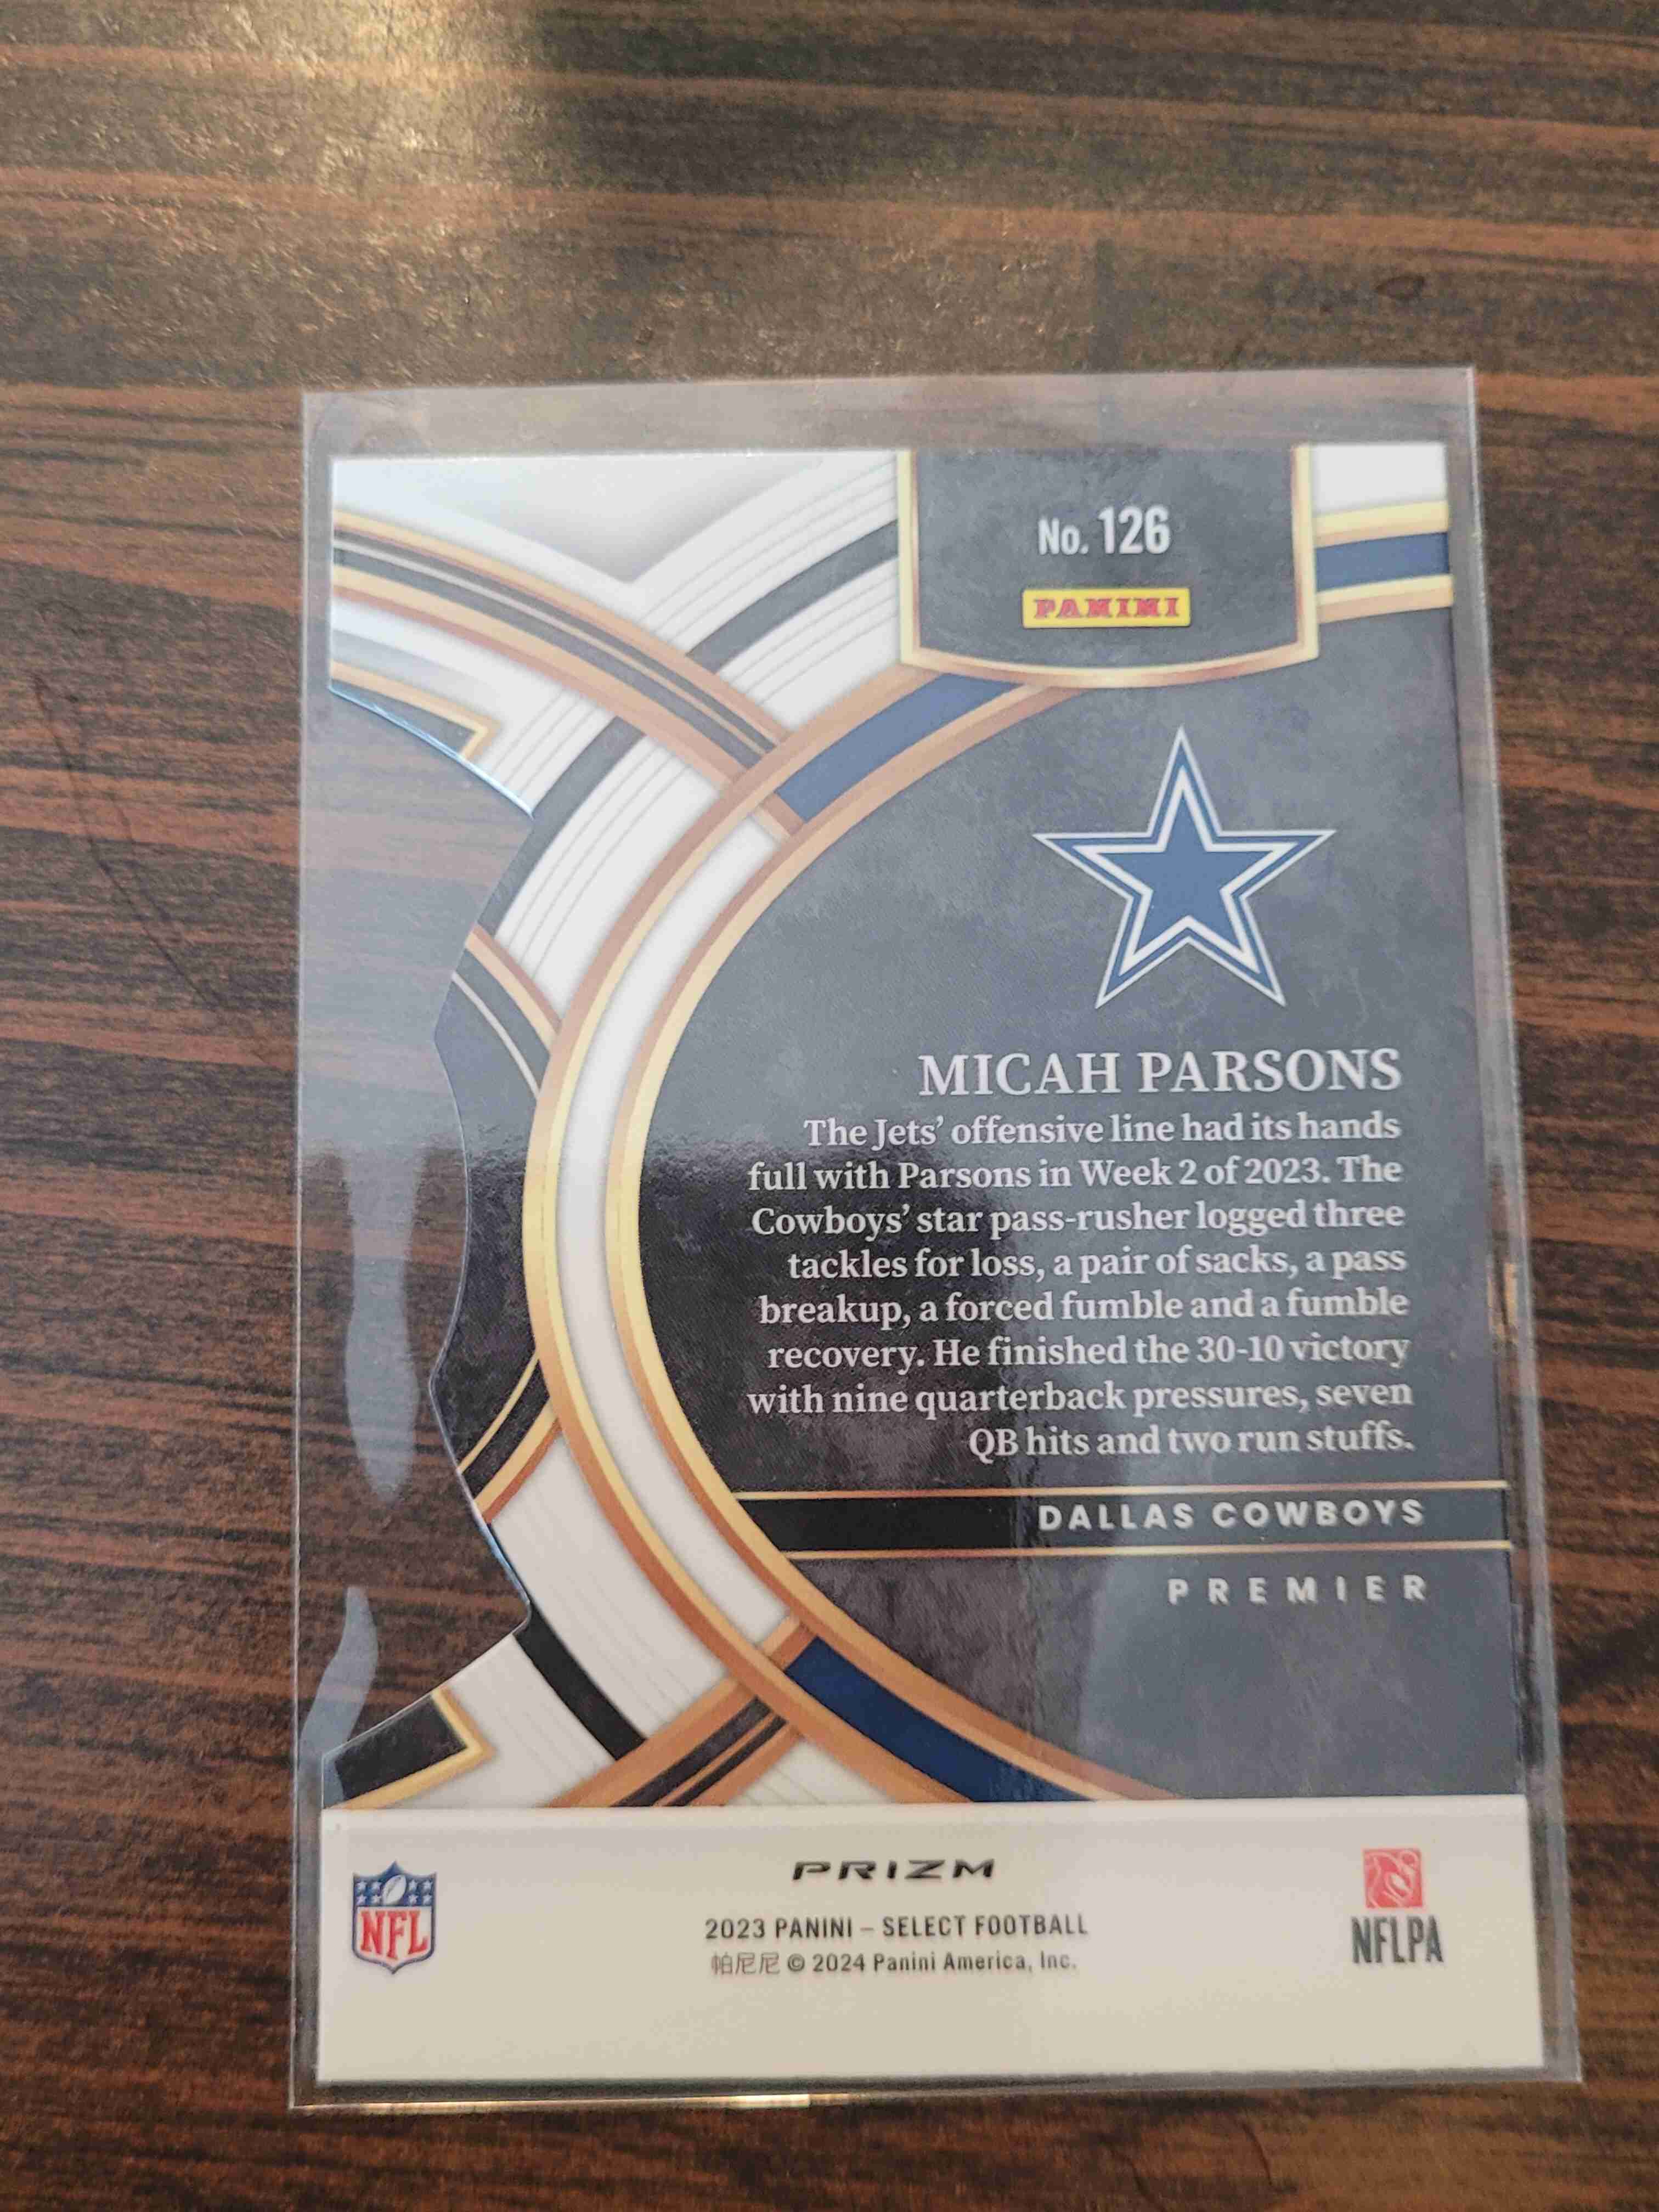 No. 126
PANINI
MICAH PARSONS
The Jets' offensive line had its hands
full with Parsons in Week 2 of 2023. The
Cowboys' star pass-rusher logged three
tackles for loss, a pair of sacks, a pass
breakup, a forced fumble and a fumble
recovery. He finished the 30-10 victory
with nine quarterback pressures, seven
QB hits and two run stuffs.
DALLAS COWBOYS
PREMIER
PRIZM
NFL
2023 PANINI – SELECT FOOTBALL
帕尼尼 © 2024 Panini America, Inc.
NFLPA